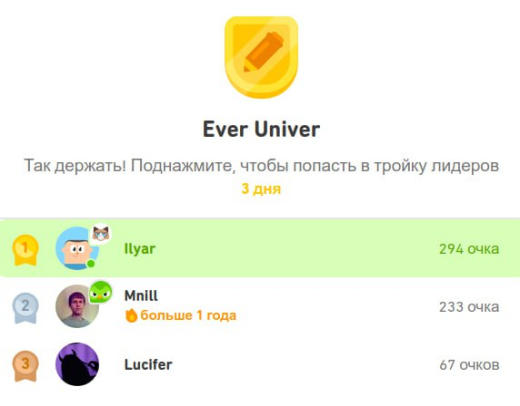 Ever Univer
Так держать! Поднажмите, чтобы попасть в тройку лидеров
3 дня
1 Ilyar 294 очка
2 Mnill 233 очка
больше 1 года
3 Lucifer 67 очков